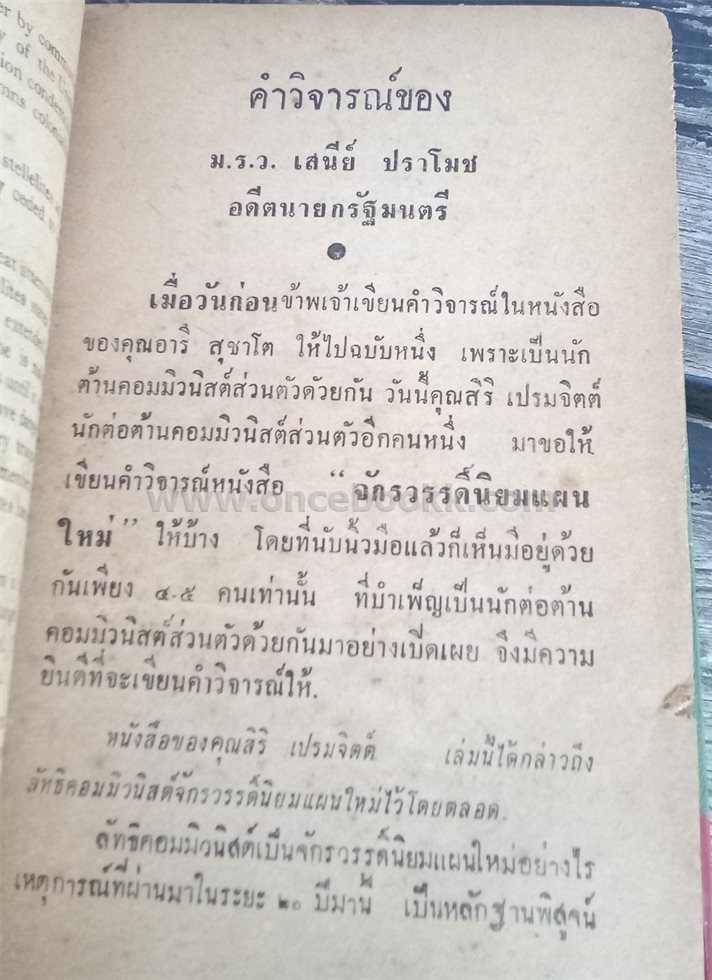 er by commu
y of the Un
tion condem
mns coloni
stellelites a
y ceded t
eat
lites
extende
be is
until a
ry
คำวิจารณ์ของ
ม.ร.ว. เสนีย์ ปราโมช
อดีตนายกรัฐมนตรี
เมื่อวันก่อนข้าพเจ้าเขียนคำวิจารณ์ในหนังสือ
ของคุณอารี สุชาโต ให้ไปฉบับหนึ่ง เพราะเป็นนัก
ต้านคอมมิวนิสต์ส่วนตัวด้วยกัน วันนี้คุณสิริ เปรมจิตต์
นักต่อต้านคอมมิวนิสต์ส่วนตัวอีกคนหนึ่ง มาขอให้
เขียนคำวิจารณ์หนังสือ “จักรวรรดิ์นิยมแผน
ใหม่” ให้บ้าง โดยที่นับนิ้วมือแล้วก็เห็นมีอยู่ด้วย
กันเพียง ๔-๕ คนเท่านั้น ที่บำเพ็ญเป็นนักต่อต้าน
คอมมิวนิสต์ส่วนตัวด้วยกันมาอย่างเปิดเผย จึงมีความ
ยินดีที่จะเขียนคำวิจารณ์ให้.
หนังสือของคุณสิริ เปรมจิตต์ เล่มนี้ได้กล่าวถึง
ลัทธิคอมมิวนิสต์จักรวรรดิ์นิยมแผนใหม่ไว้โดยตลอด.
ลัทธิคอมมิวนิสต์เป็นจักรวรรดิ์นิยมแผนใหม่อย่างไร
เหตุการณ์ที่ผ่านมาในระยะ ๒๐ ปีมานี้ เป็นหลักฐานพิสูจน์
www.oncebookk.com